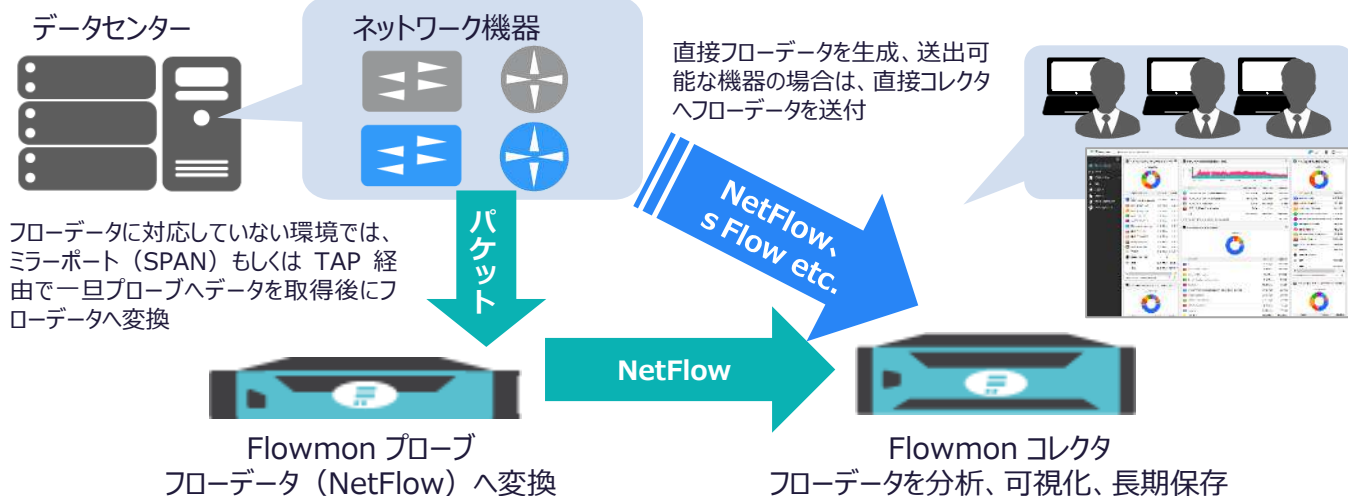 データセンター
ネットワーク機器
直接フローデータを生成、送出可
能な機器の場合は、直接コレクタ
へフローデータを送付
フローデータに対応していない環境では、
ミラーポート（SPAN）もしくは TAP 経
由で一旦プローブへデータを取得後にフ
ローデータへ変換
パケット
NetFlow、
s Flow etc.
NetFlow
Flowmon プローブ
フローデータ（NetFlow）へ変換
Flowmon コレクタ
フローデータを分析、可視化、長期保存